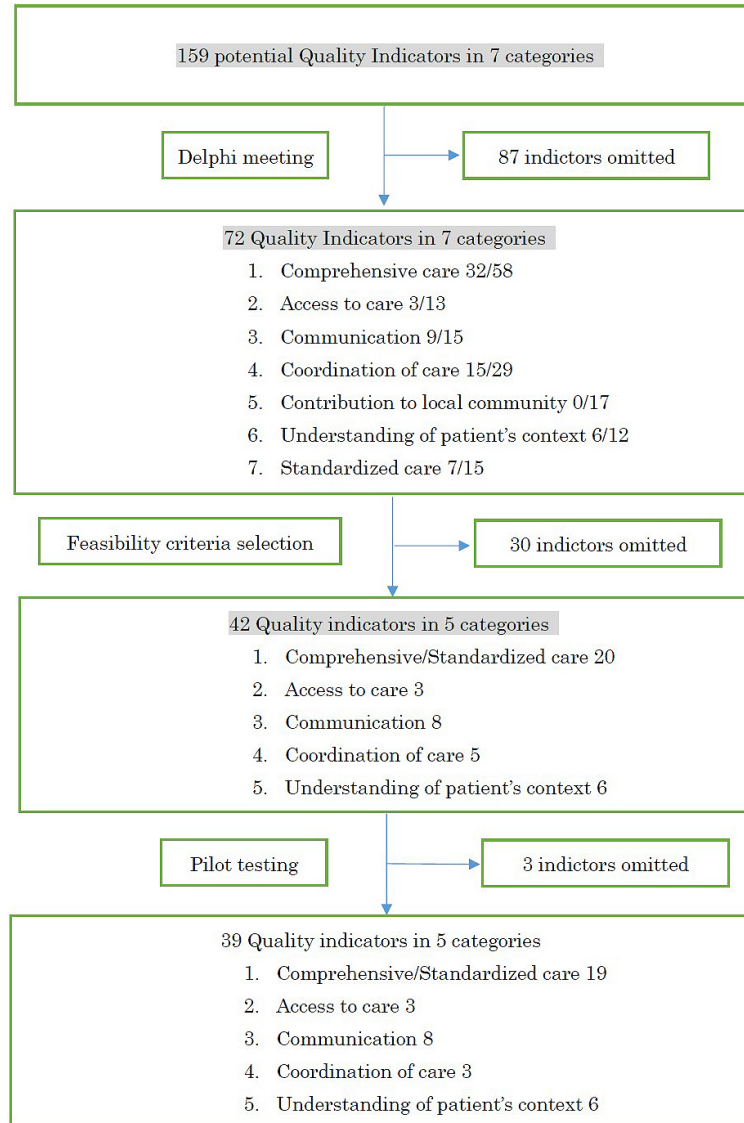 159 potential Quality Indicators in 7 categories
Delphi meeting
87 indictors omitted
72 Quality Indicators in 7 categories
1. Comprehensive care 32/58
2. Access to care 3/13
3. Communication 9/15
4. Coordination of care 15/29
5. Contribution to local community 0/17
6. Understanding of patient's context 6/12
7. Standardized care 7/15
Feasibility criteria selection
30 indictors omitted
42 Quality indicators in 5 categories
1. Comprehensive/Standardized care 20
2. Access to care 3
3. Communication 8
4. Coordination of care 5
5. Understanding of patient's context 6
Pilot testing
3 indictors omitted
39 Quality indicators in 5 categories
1. Comprehensive/Standardized care 19
2. Access to care 3
3. Communication 8
4. Coordination of care 3
5. Understanding of patient's context 6